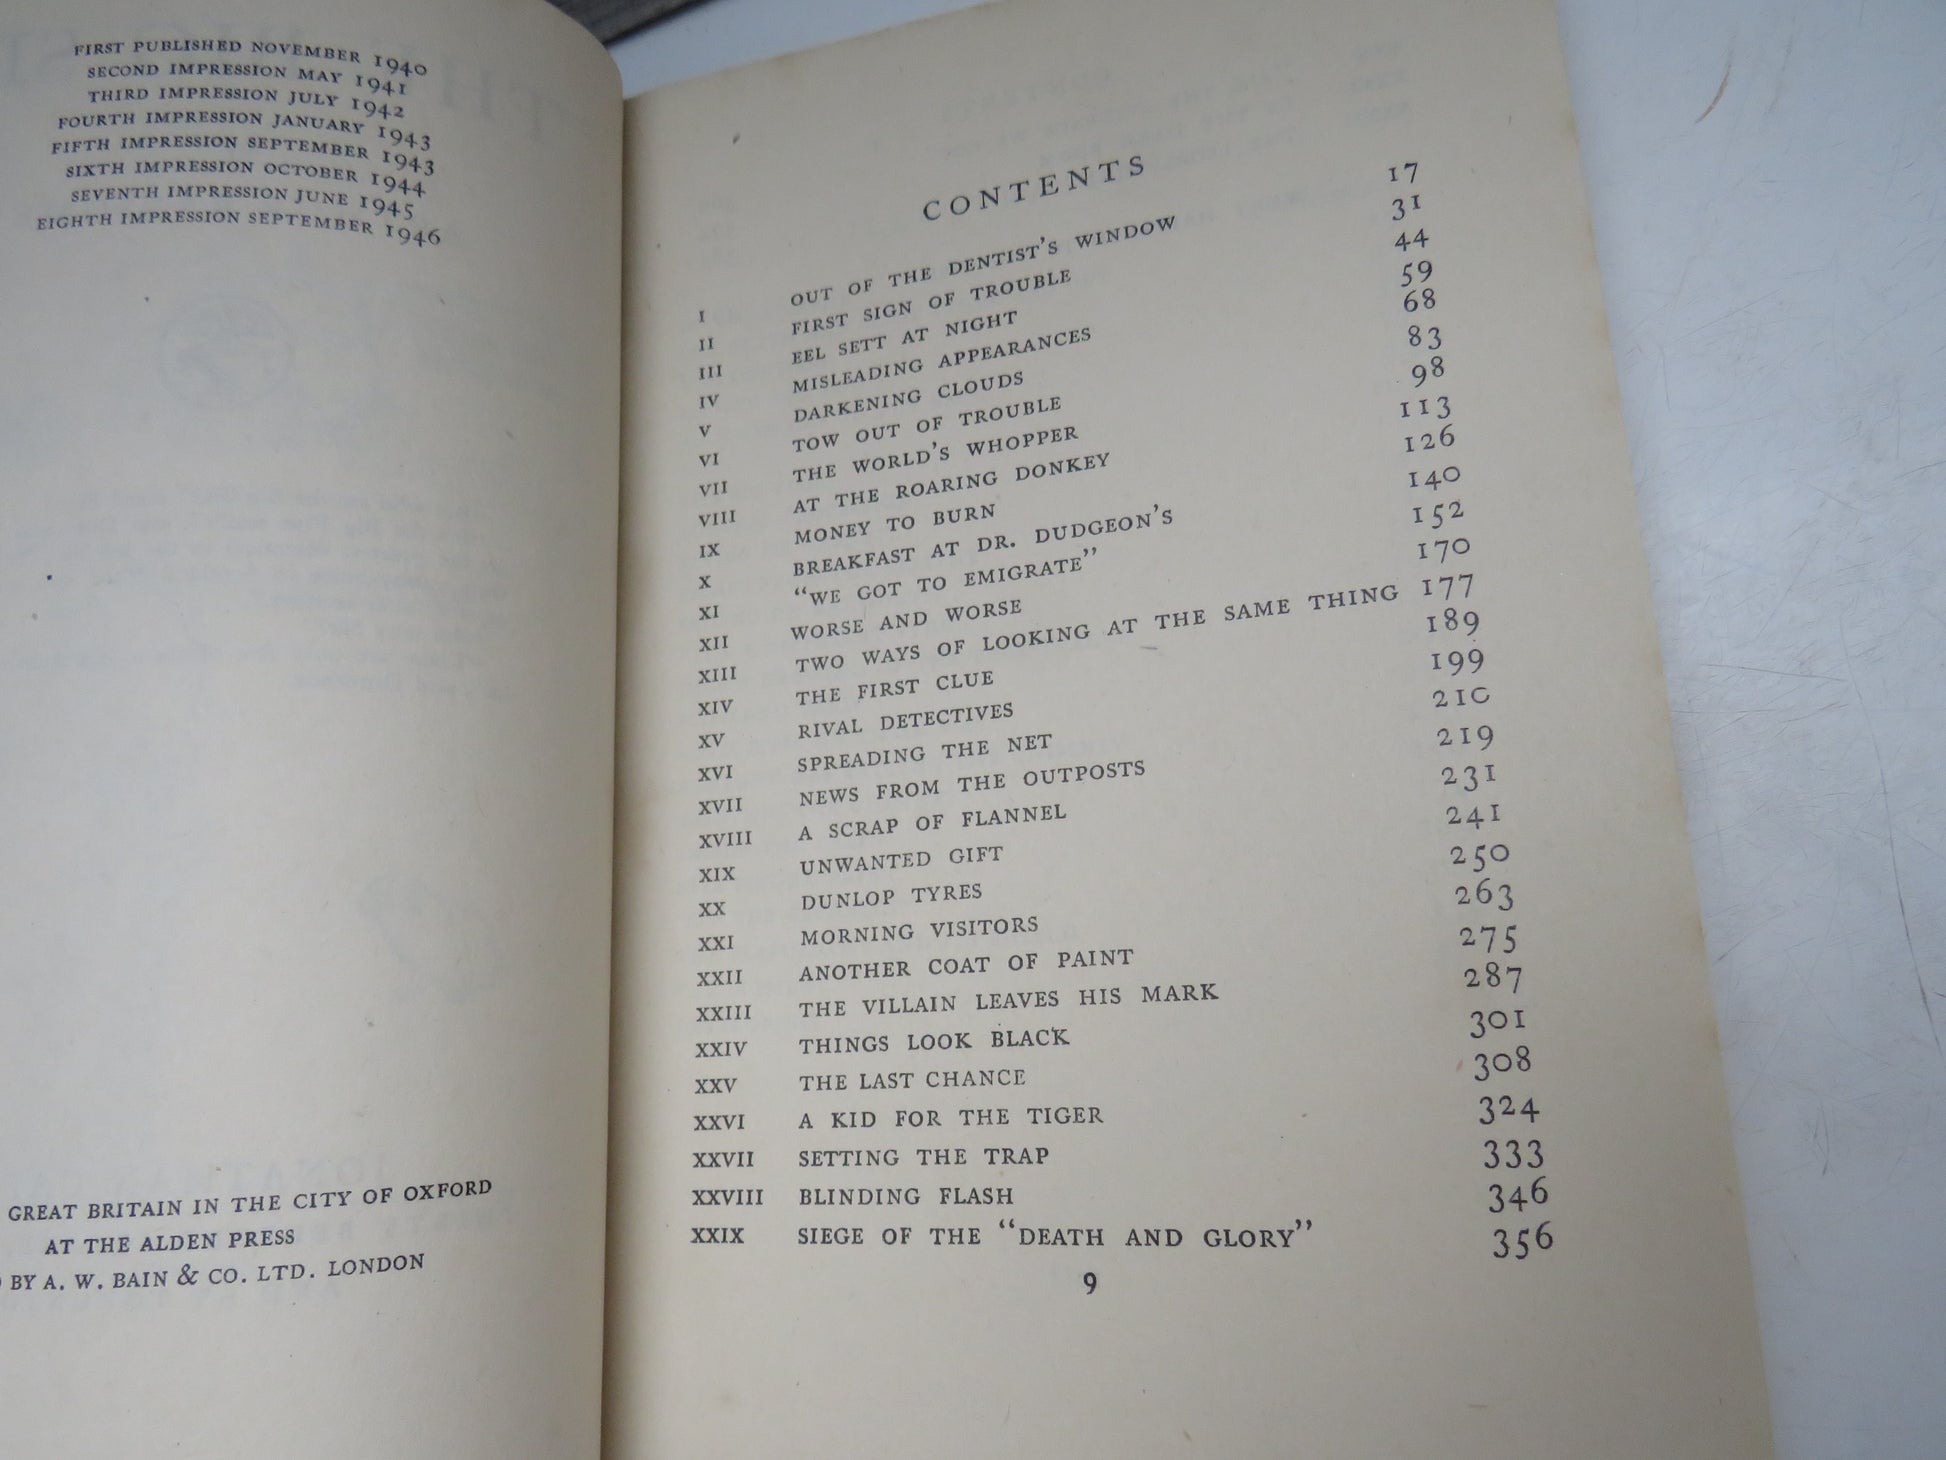 FIRST PUBLISHED NOVEMBER 1940
SECOND IMPRESSION MAY 1941
THIRD IMPRESSION JULY 1942
FOURTH IMPRESSION JANUARY 1943
FIFTH IMPRESSION SEPTEMBER 1943
SIXTH IMPRESSION OCTOBER 1944
SEVENTH IMPRESSION JUNE 1945
EIGHTH IMPRESSION SEPTEMBER 1946
GREAT BRITAIN IN THE CITY OF OXFORD
AT THE ALDEN PRESS
BY A. W. BAIN & CO. LTD. LONDON
CONTENTS
I OUT OF THE DENTIST'S WINDOW 17
II FIRST SIGN OF TROUBLE 31
III EEL SETT AT NIGHT 44
IV MISLEADING APPEARANCES 59
V DARKENING CLOUDS 68
VI TOW OUT OF TROUBLE 83
VII THE WORLD'S WHOPPER 98
VIII AT THE ROARING DONKEY 113
IX MONEY TO BURN 126
X BREAKFAST AT DR. DUDGEON'S 140
XI "WE GOT TO EMIGRATE" 152
XII WORSE AND WORSE 170
XIII TWO WAYS OF LOOKING AT THE SAME THING 177
XIV THE FIRST CLUE 189
XV RIVAL DETECTIVES 199
XVI SPREADING THE NET 210
XVII NEWS FROM THE OUTPOSTS 219
XVIII A SCRAP OF FLANNEL 231
XIX UNWANTED GIFT 241
XX DUNLOP TYRES 250
XXI MORNING VISITORS 263
XXII ANOTHER COAT OF PAINT 275
XXIII THE VILLAIN LEAVES HIS MARK 287
XXIV THINGS LOOK BLACK 301
XXV THE LAST CHANCE 308
XXVI A KID FOR THE TIGER 324
XXVII SETTING THE TRAP 333
XXVIII BLINDING FLASH 346
XXIX SIEGE OF THE "DEATH AND GLORY" 356
9